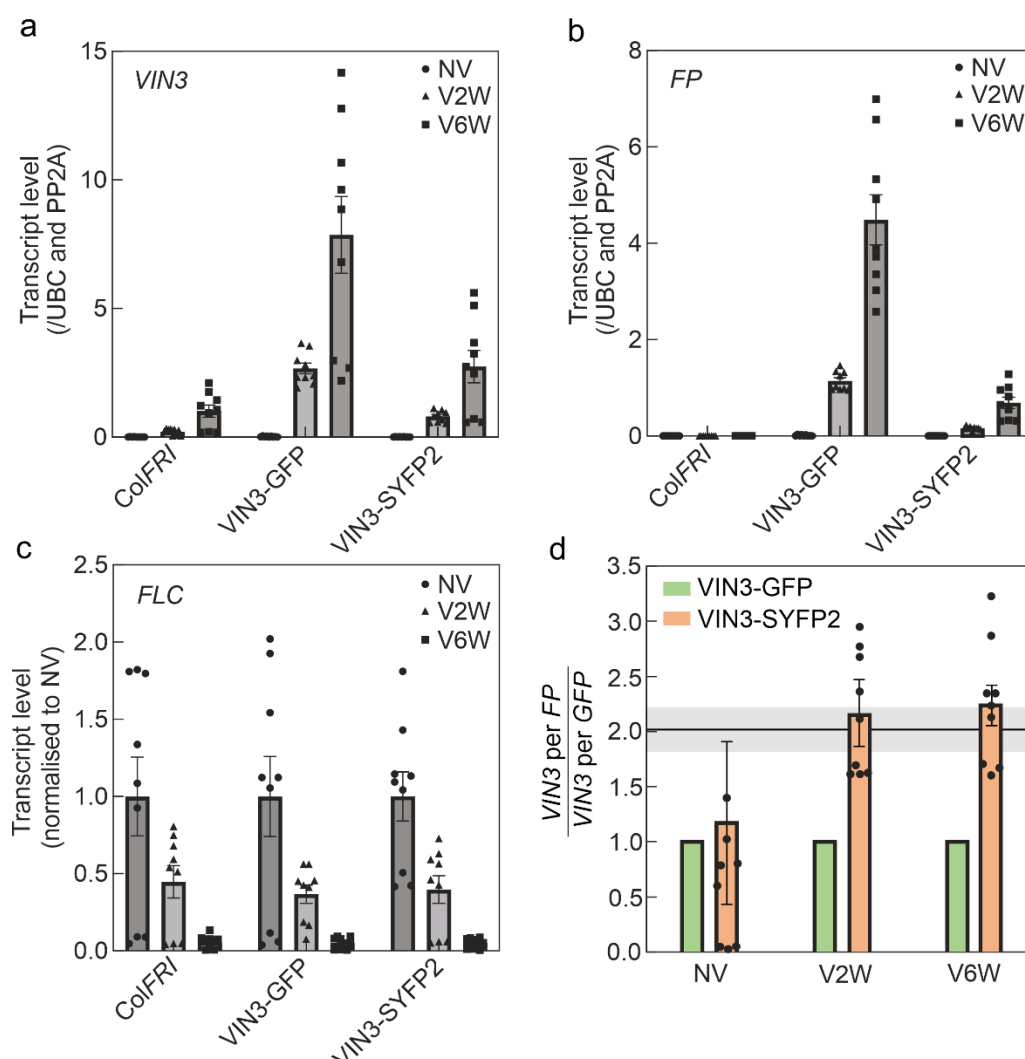 a
VIN3
NV
V2W
V6W
Transcript level
(/UBC and PP2A)
15
10
5
0
ColFRI
VIN3-GFP
VIN3-SYFP2
b
FP
NV
V2W
V6W
Transcript level
(/UBC and PP2A)
8
6
4
2
0
ColFRI
VIN3-GFP
VIN3-SYFP2
c
FLC
NV
V2W
V6W
Transcript level
(normalised to NV)
2.5
2.0
1.5
1.0
0.5
0.0
ColFRI
VIN3-GFP
VIN3-SYFP2
d
VIN3-GFP
VIN3-SYFP2
VIN3 per FP
VIN3 per GFP
3.5
3.0
2.5
2.0
1.5
1.0
0.5
0.0
NV
V2W
V6W